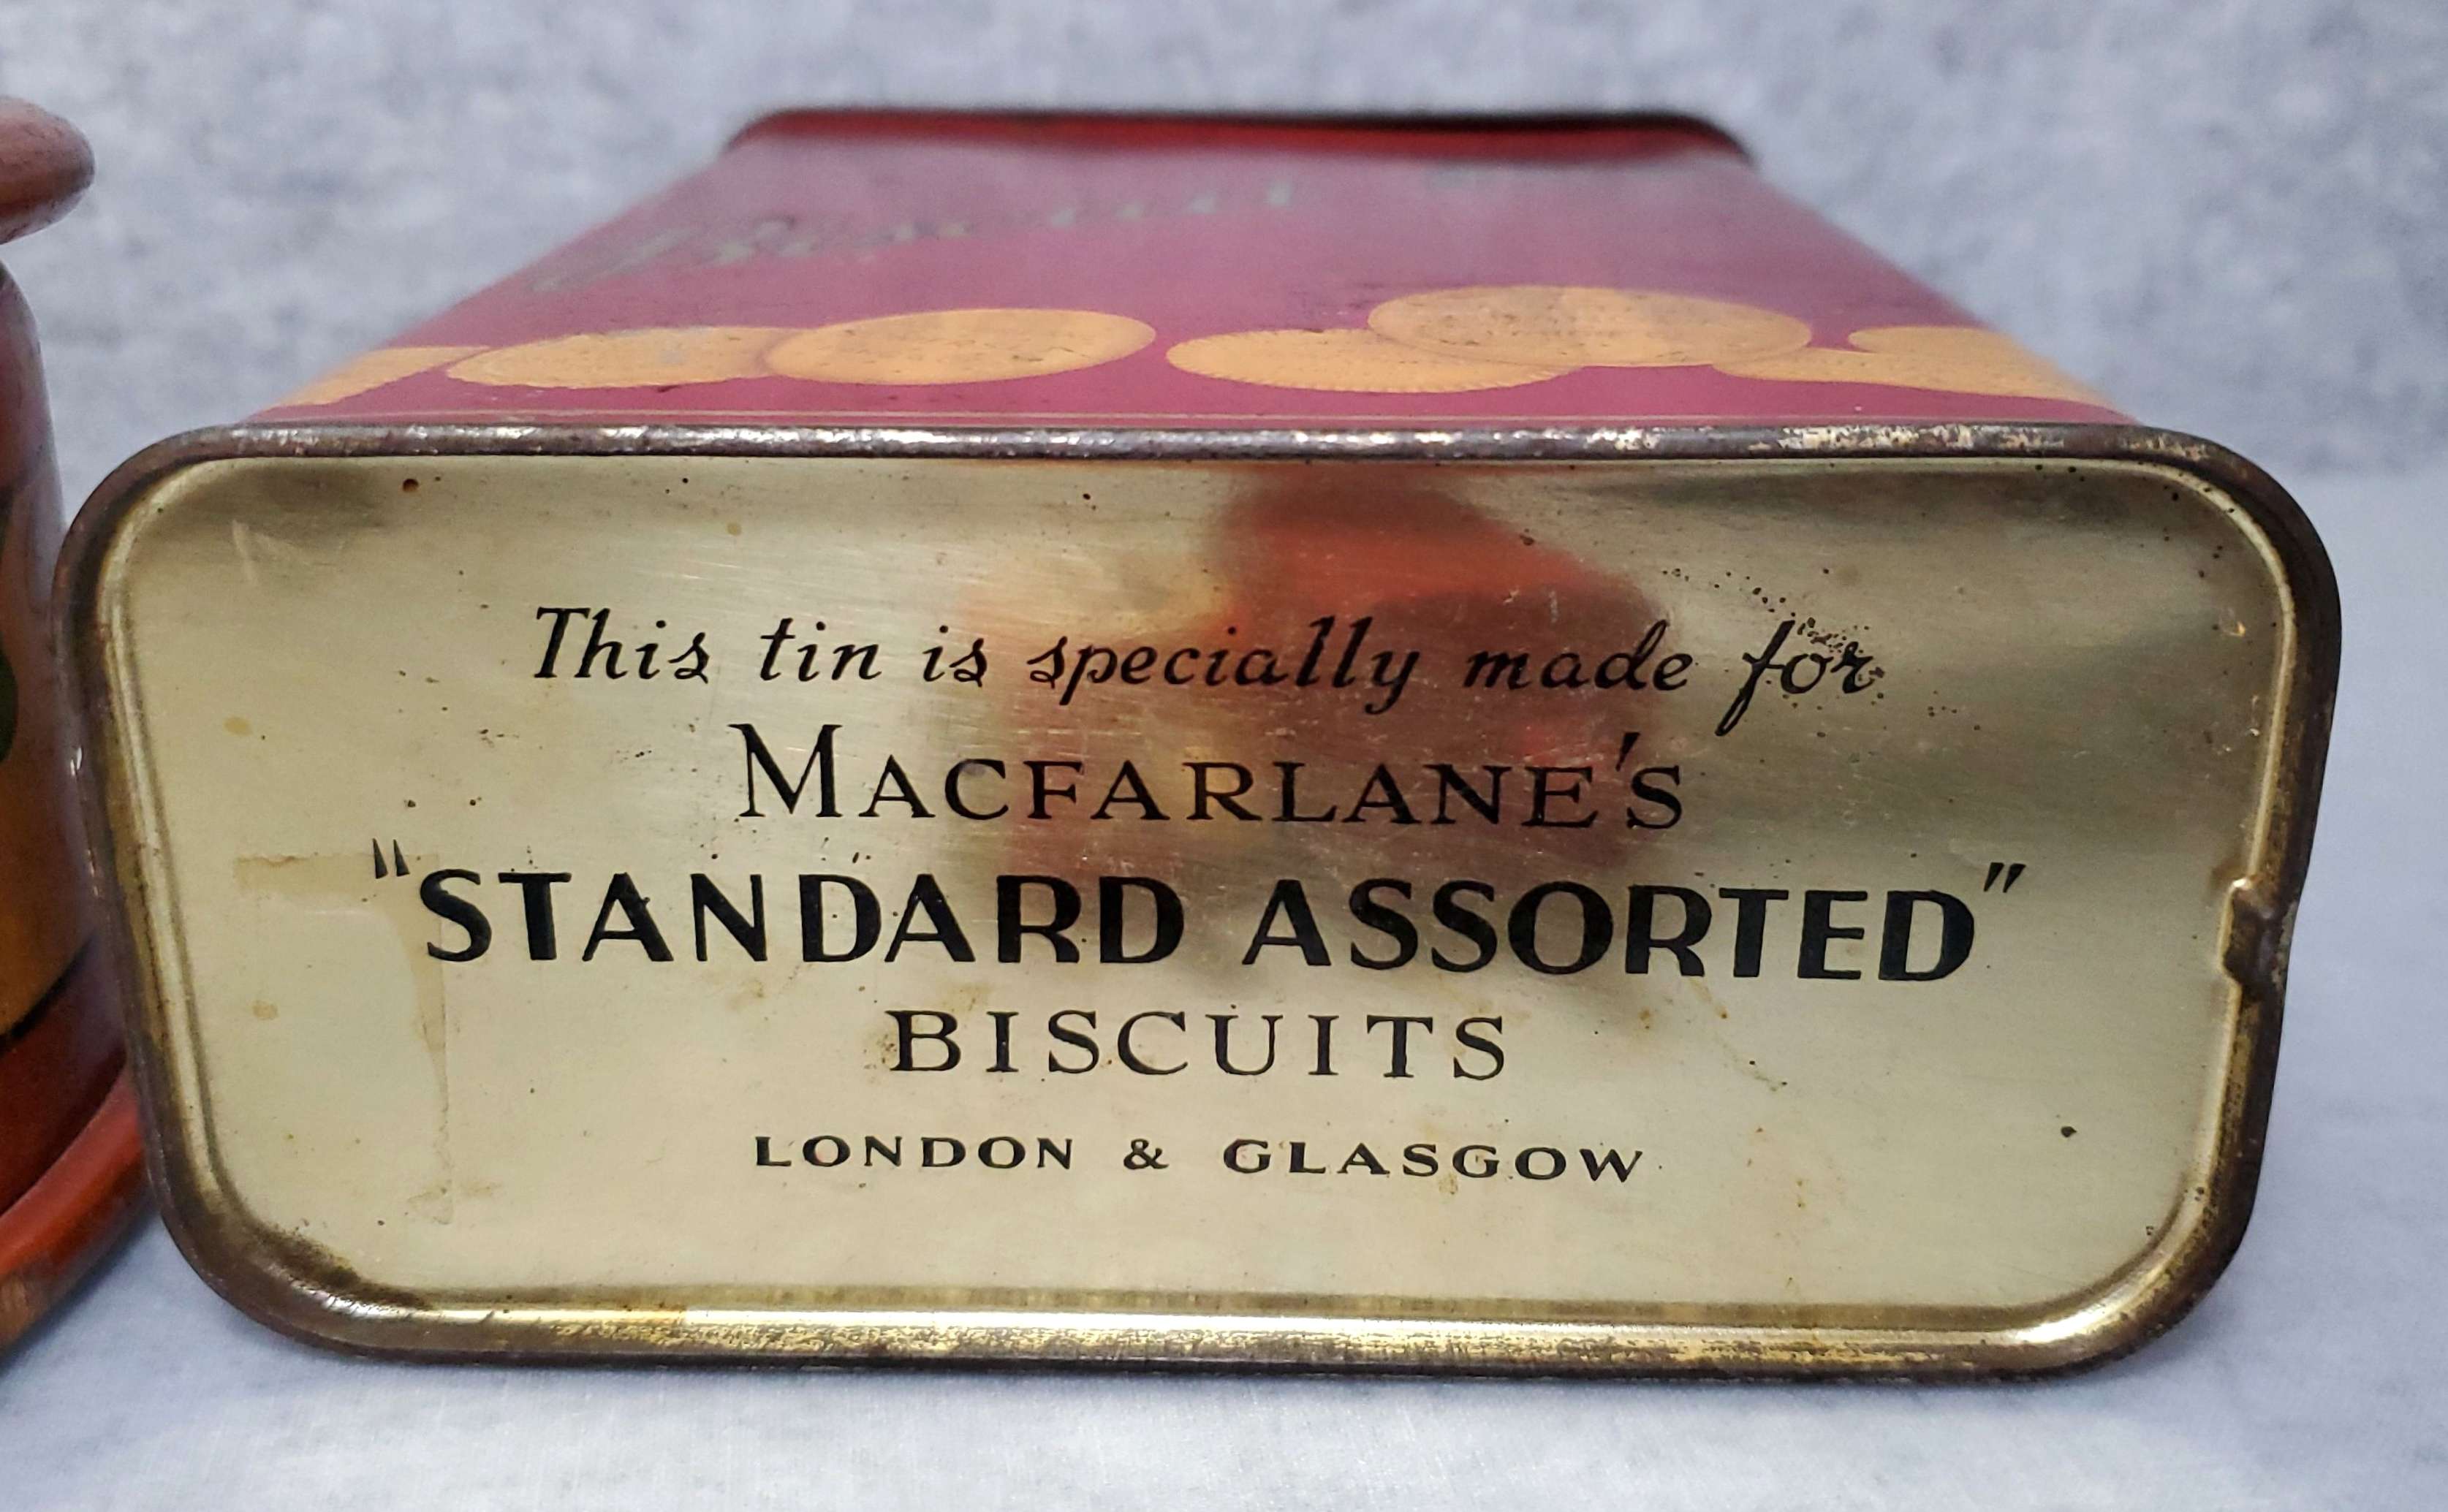 This tin is specially made for
MACFARLANE'S
"STANDARD ASSORTED"
BISCUITS
LONDON & GLASGOW